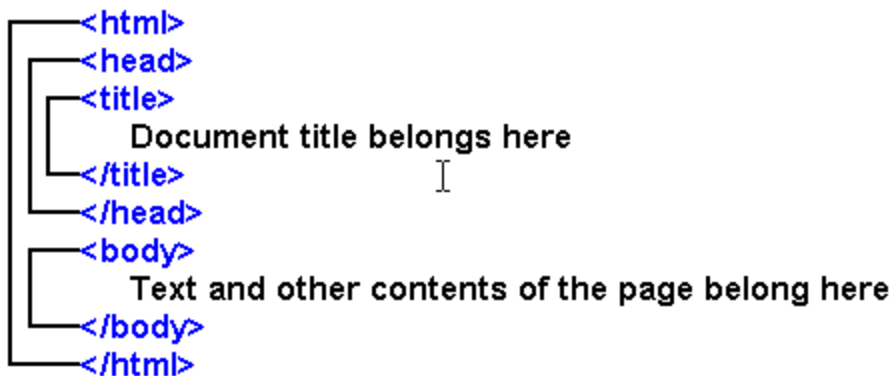 <html>
<head>
<title>
Document title belongs here
</title>
</head>
<body>
Text and other contents of the page belong here
</body>
</html>